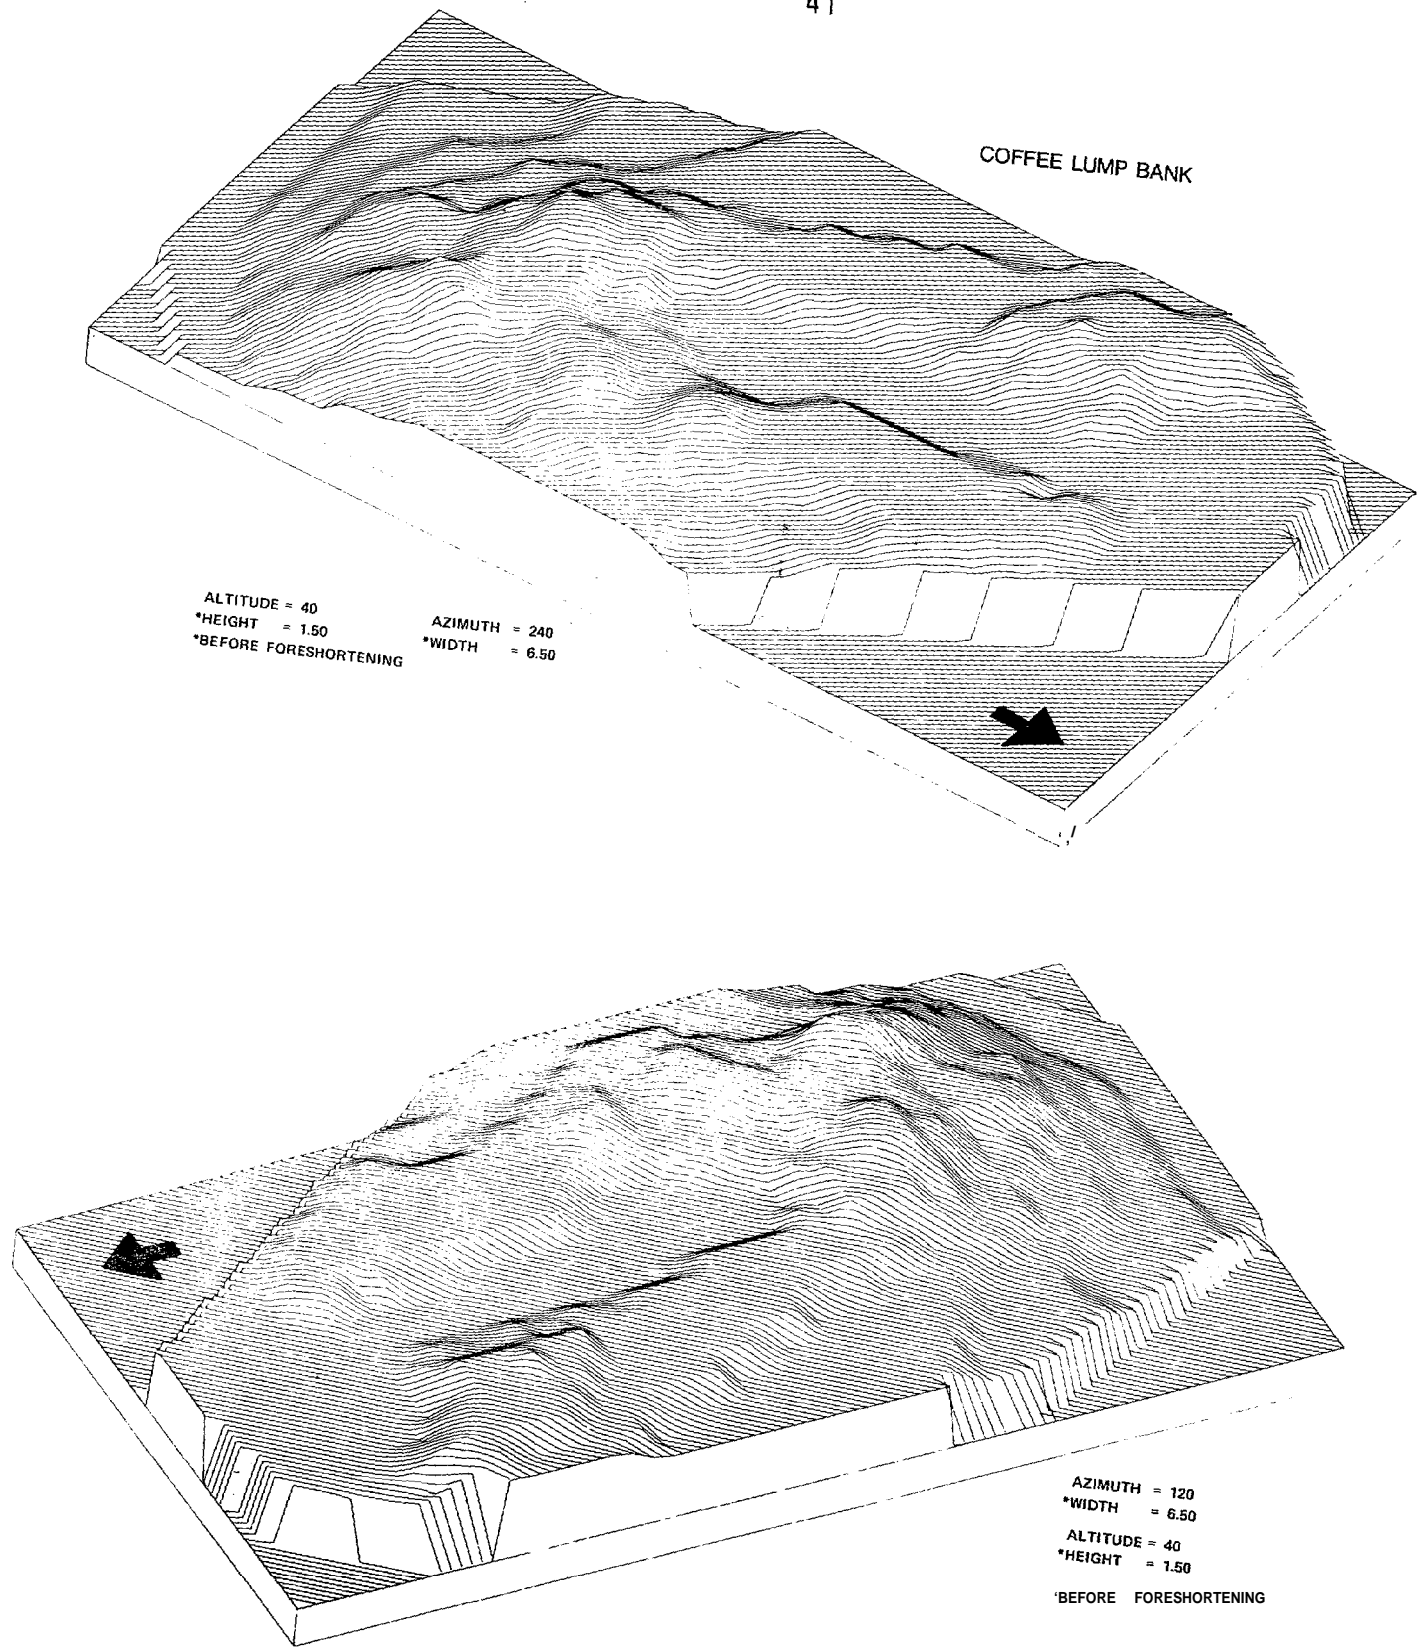 41
COFFEE LUMP BANK
ALTITUDE = 40
*HEIGHT = 1.50
*BEFORE FORESHORTENING
AZIMUTH = 240
*WIDTH = 6.50
AZIMUTH = 120
*WIDTH = 6.50
ALTITUDE = 40
*HEIGHT = 1.50
'BEFORE FORESHORTENING